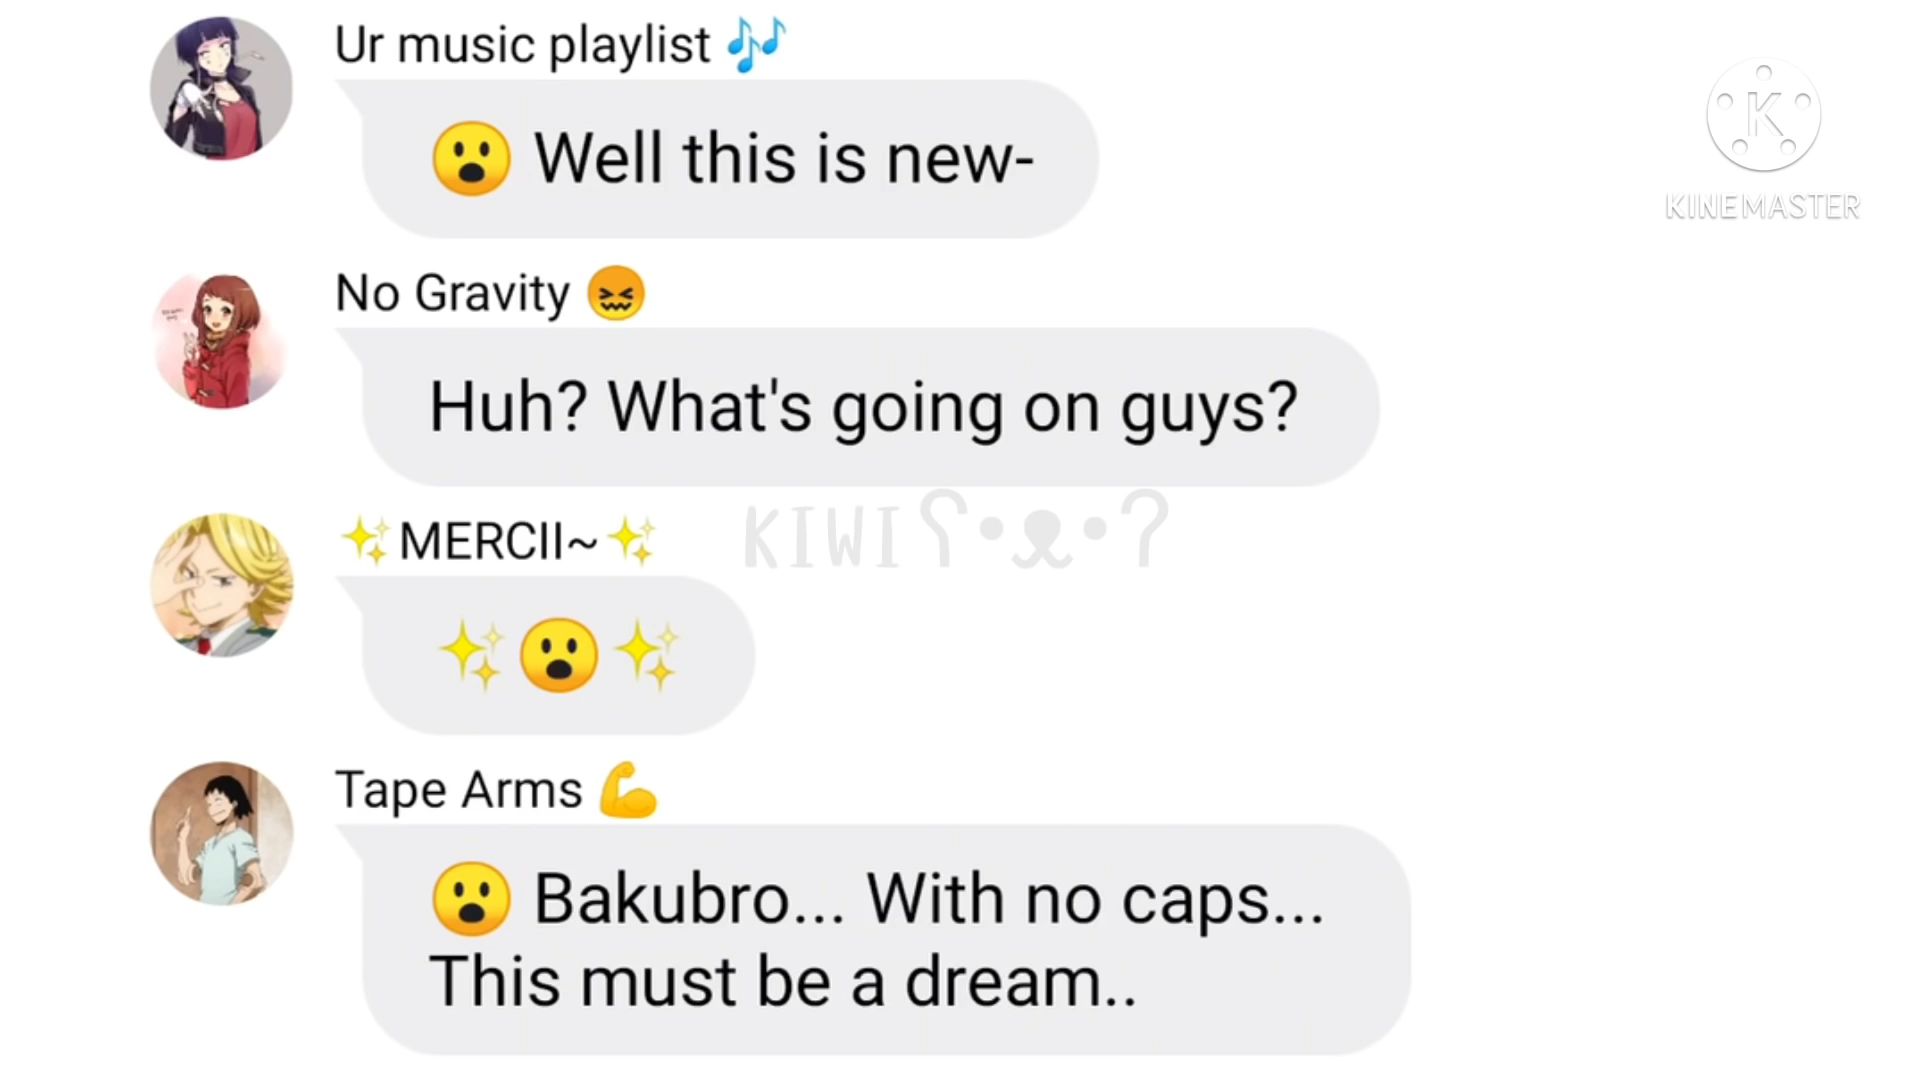 Ur music playlist 🎶
😮 Well this is new-
K
KINEMASTER
No Gravity 😖
Huh? What's going on guys?
KIWIʕ•ᴥ•ʔ
✨MERCII~✨
✨😮✨
Tape Arms 💪
😮 Bakubro... With no caps...
This must be a dream..